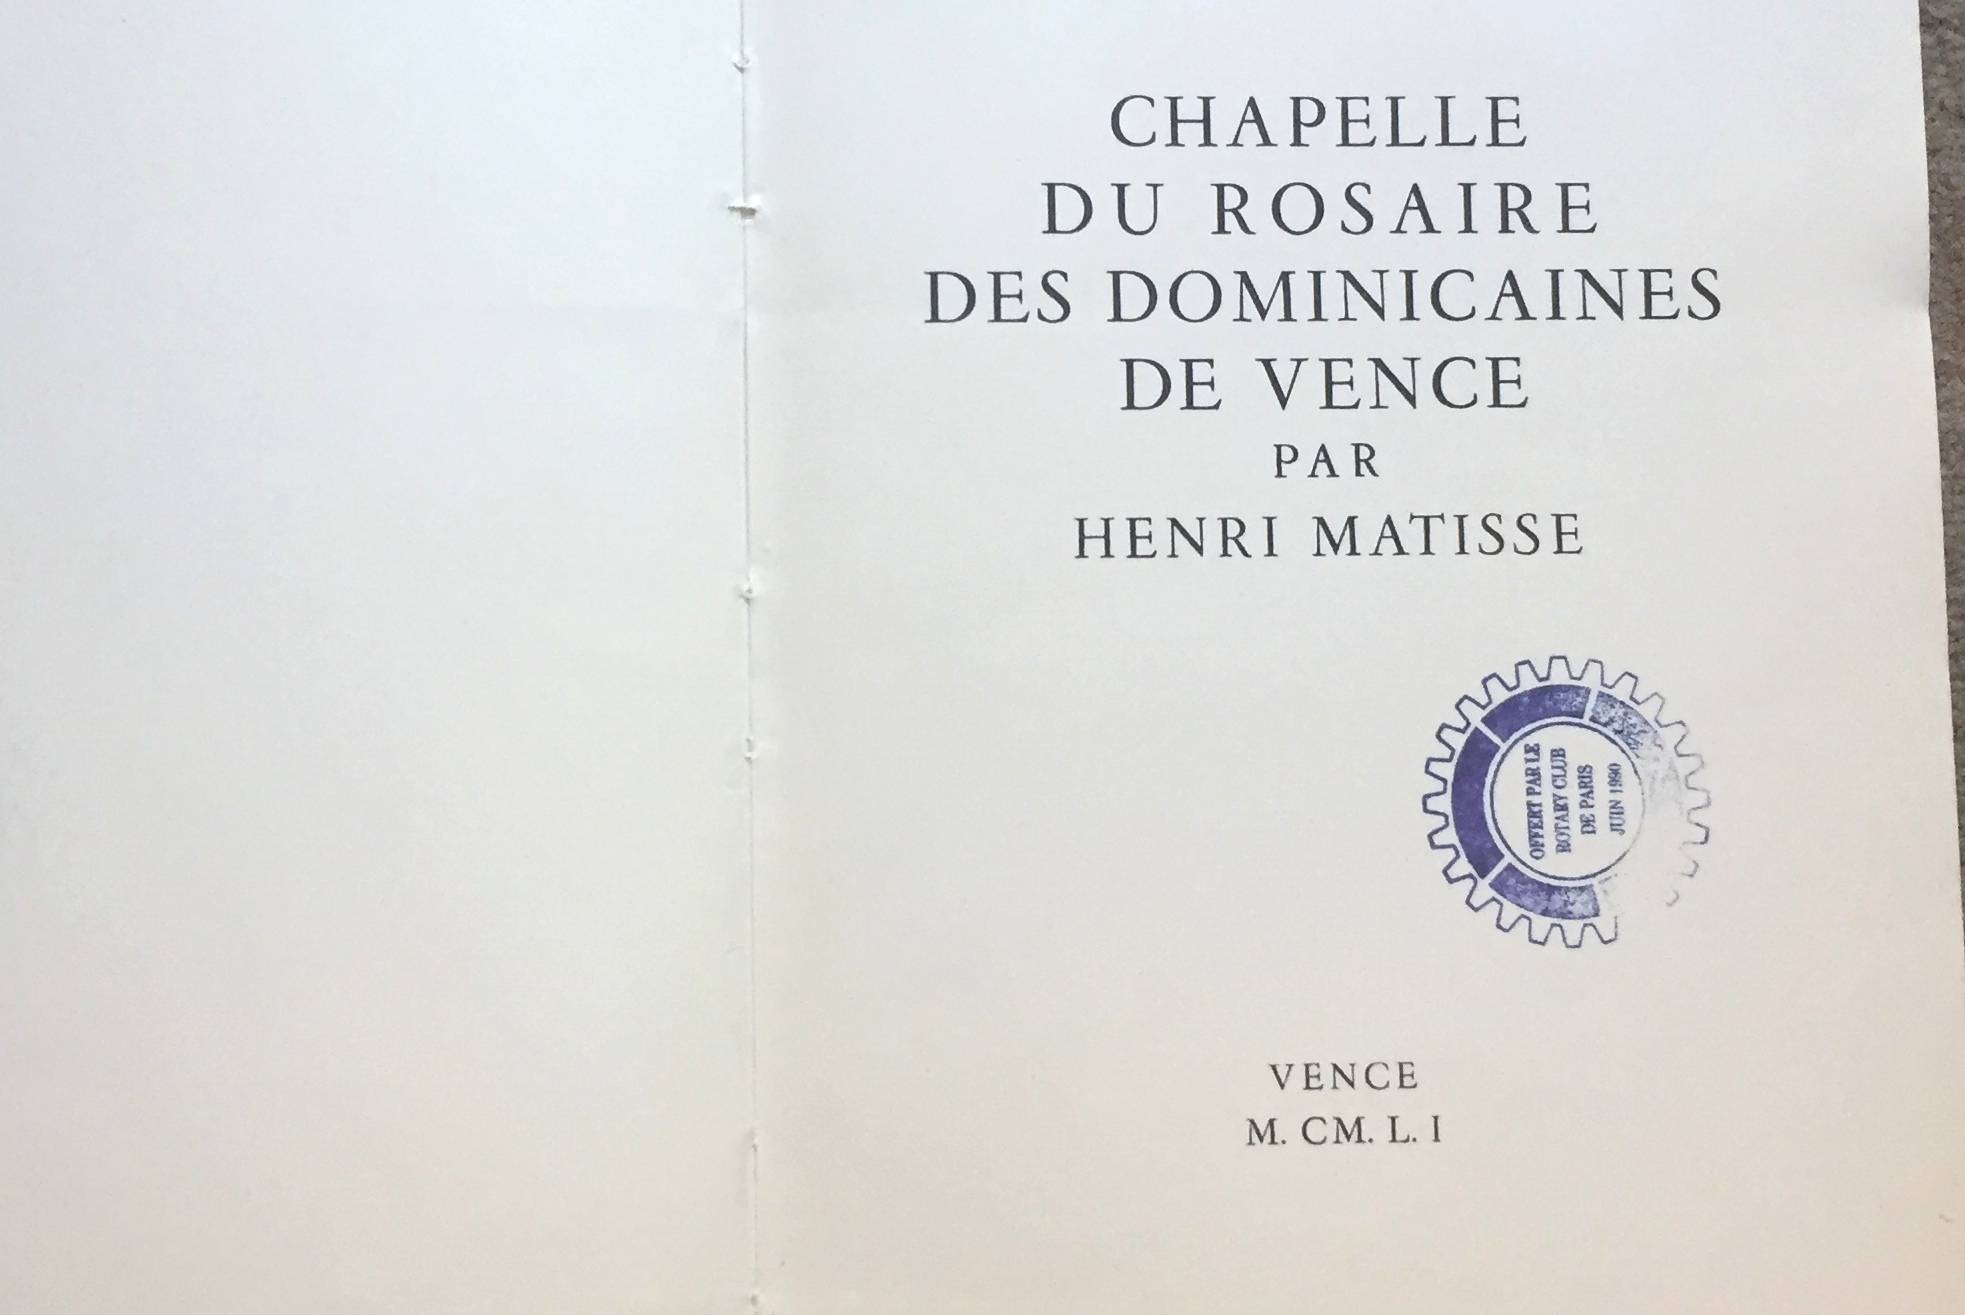 CHAPELLE
DU ROSAIRE
DES DOMINICAINES
DE VENCE
PAR
HENRI MATISSE
OFFERT PAR LE
ROTARY CLUB
DE PARIS
JUIN 1990
VENCE
M. CM. L. I